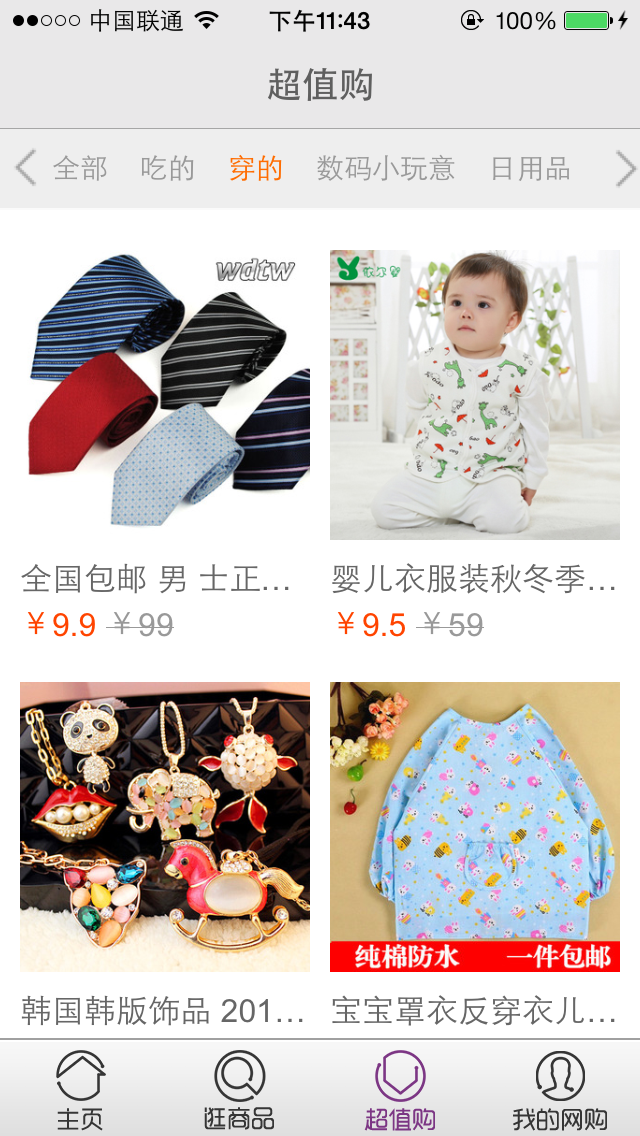 中国联通 下午11:43 100%
超值购
全部 吃的 穿的 数码小玩意 日用品
wdtw
全国包邮 男 士正...
¥9.9 ¥99
婴儿衣服装秋冬季...
¥9.5 ¥59
纯棉防水 一件包邮
韩国韩版饰品 201...
宝宝罩衣反穿衣儿...
主页 逛商品 超值购 我的网购